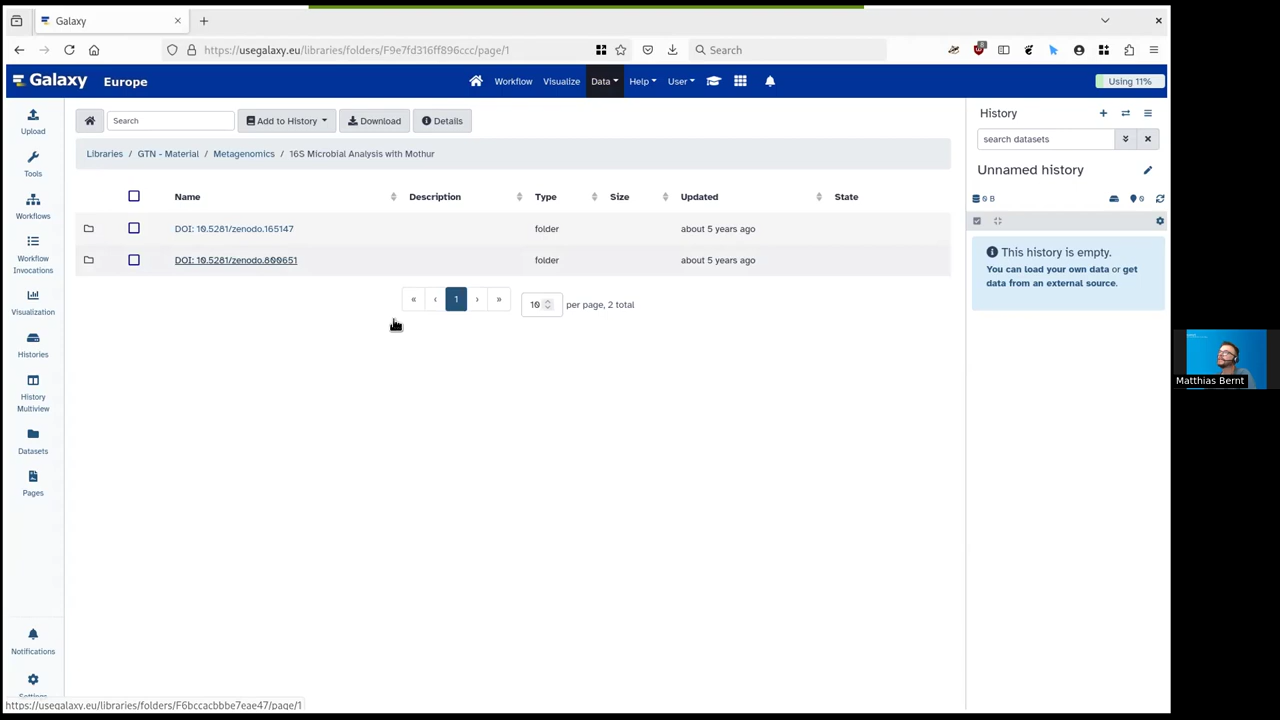 Galaxy
https://usegalaxy.eu/libraries/folders/F9e7fd316ff896ccc/page/1
Search
Galaxy Europe
Workflow Visualize Data Help User
Using 11%
Upload
Tools
Workflows
Workflow
Invocations
Visualization
Histories
History
Multiview
Datasets
Pages
Notifications
Search
Add to History
Download
Details
Libraries / GTN - Material / Metagenomics / 16S Microbial Analysis with Mothur
Name Description Type Size Updated State
DOI: 10.5281/zenodo.165147 folder about 5 years ago
DOI: 10.5281/zenodo.800651 folder about 5 years ago
« ‹ 1 › » 10 per page, 2 total
History
search datasets
Unnamed history
0 B
0
This history is empty.
You can load your own data or get
data from an external source.
Matthias Bernt
https://usegalaxy.eu/libraries/folders/F6bccacbbbe7eae47/page/1